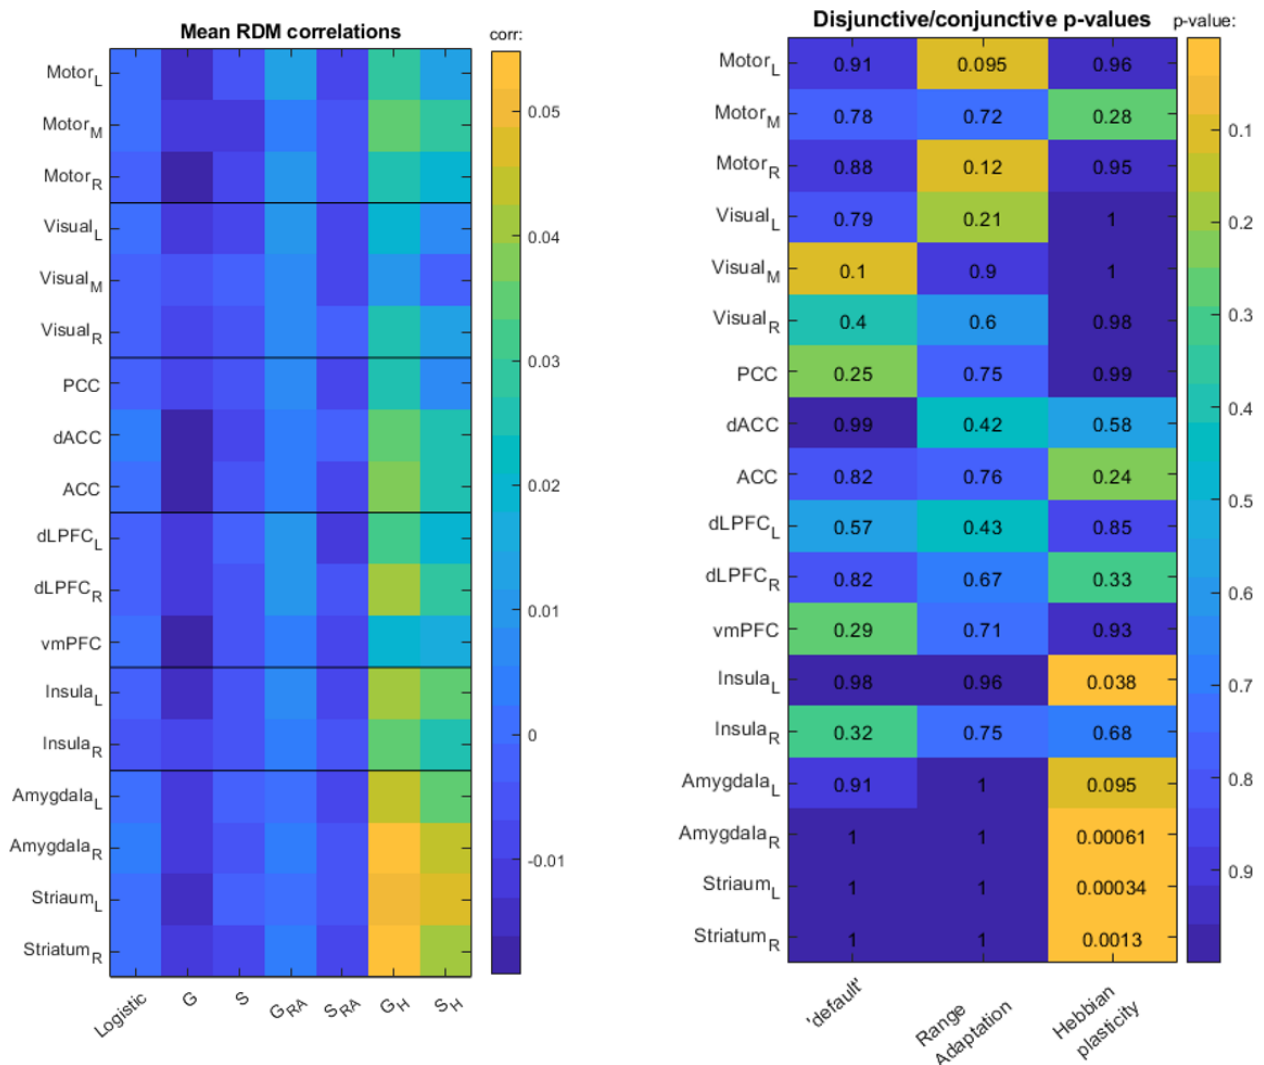 Mean RDM correlations
corr:
Motor_L
Motor_M
Motor_R
Visual_L
Visual_M
Visual_R
PCC
dACC
ACC
dLPFC_L
dLPFC_R
vmPFC
Insula_L
Insula_R
Amygdala_L
Amygdala_R
Striaum_L
Striatum_R
Logistic
G
S
G_RA
S_RA
G_H
S_H
0.05
0.04
0.03
0.02
0.01
0
-0.01
Disjunctive/conjunctive p-values
p-value:
Motor_L 0.91 0.095 0.96
Motor_M 0.78 0.72 0.28
Motor_R 0.88 0.12 0.95
Visual_L 0.79 0.21 1
Visual_M 0.1 0.9 1
Visual_R 0.4 0.6 0.98
PCC 0.25 0.75 0.99
dACC 0.99 0.42 0.58
ACC 0.82 0.76 0.24
dLPFC_L 0.57 0.43 0.85
dLPFC_R 0.82 0.67 0.33
vmPFC 0.29 0.71 0.93
Insula_L 0.98 0.96 0.038
Insula_R 0.32 0.75 0.68
Amygdala_L 0.91 1 0.095
Amygdala_R 1 1 0.00061
Striaum_L 1 1 0.00034
Striatum_R 1 1 0.0013
'default'
Range
Adaptation
Hebbian
plasticity
0.1
0.2
0.3
0.4
0.5
0.6
0.7
0.8
0.9